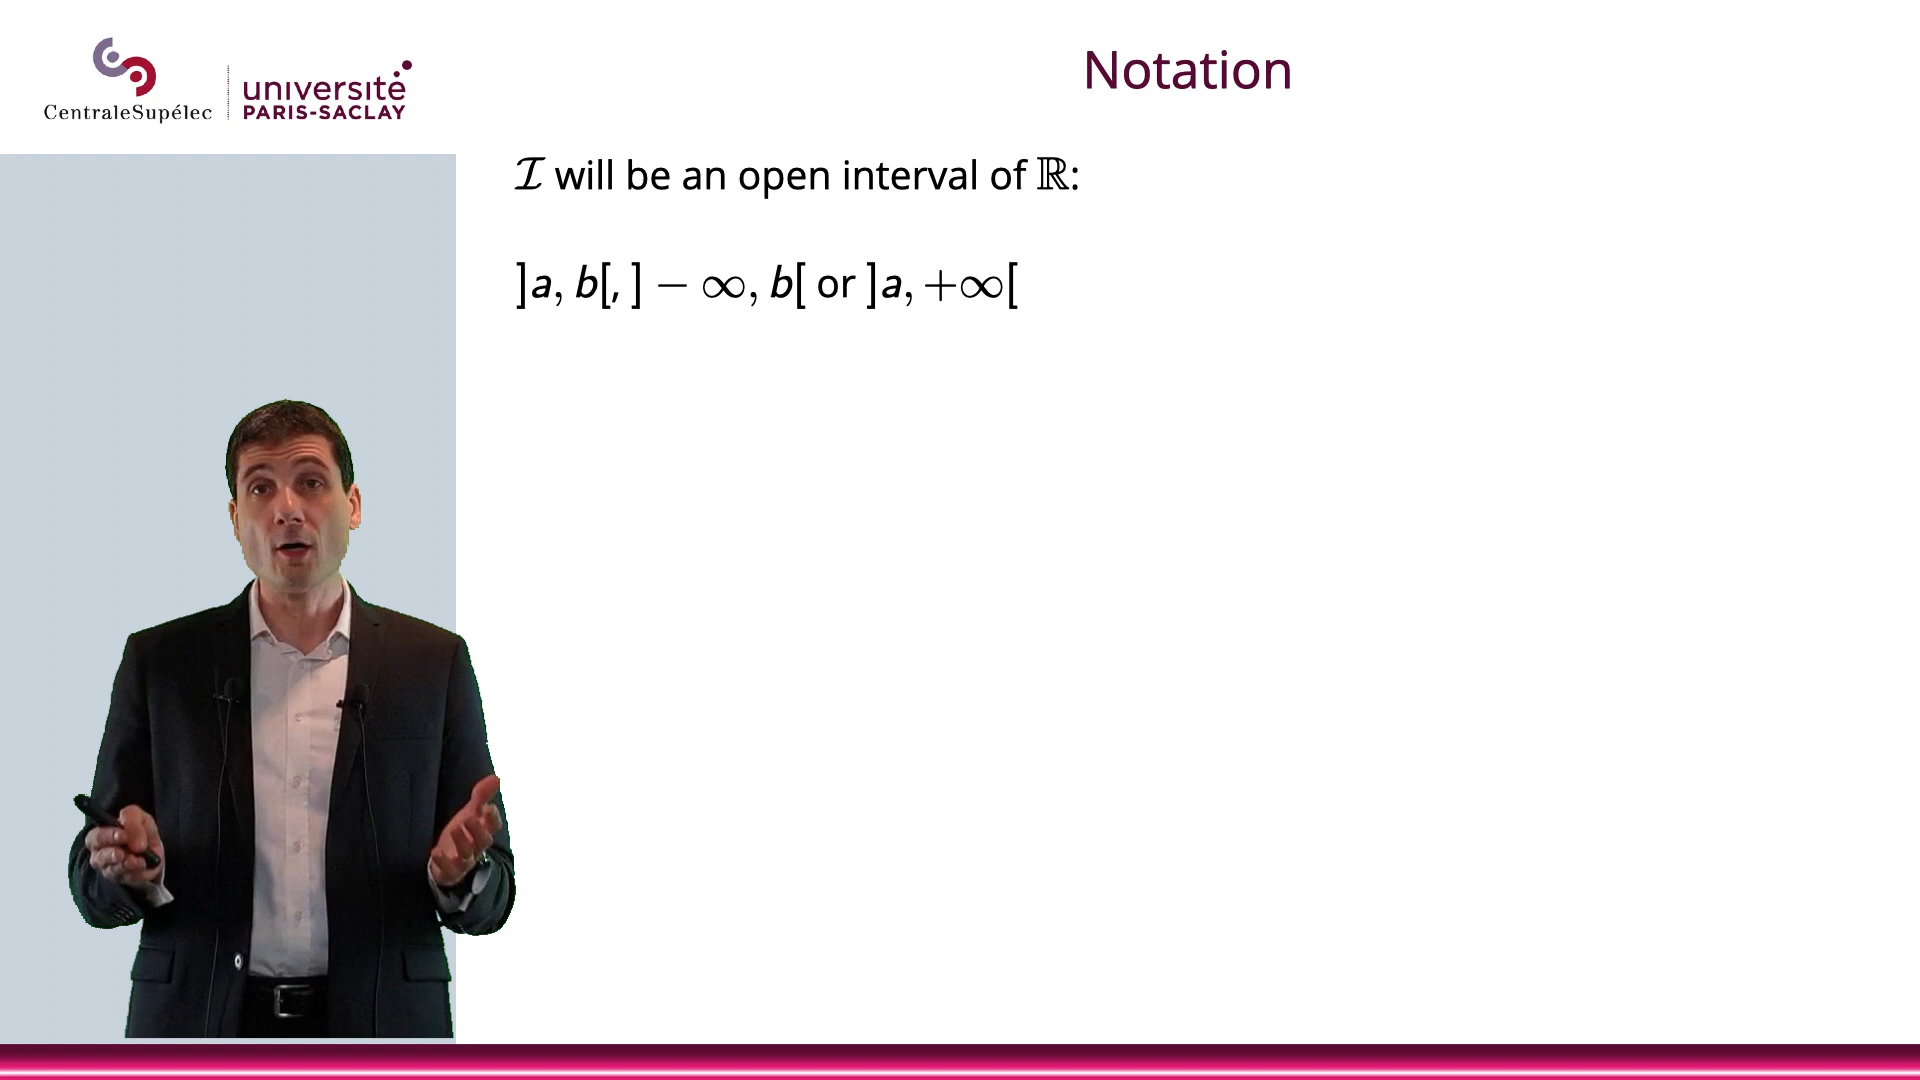 CentraleSupélec
université
PARIS-SACLAY
Notation
ℐ will be an open interval of ℝ:
]a, b[, ] − ∞, b[ or ]a, +∞[